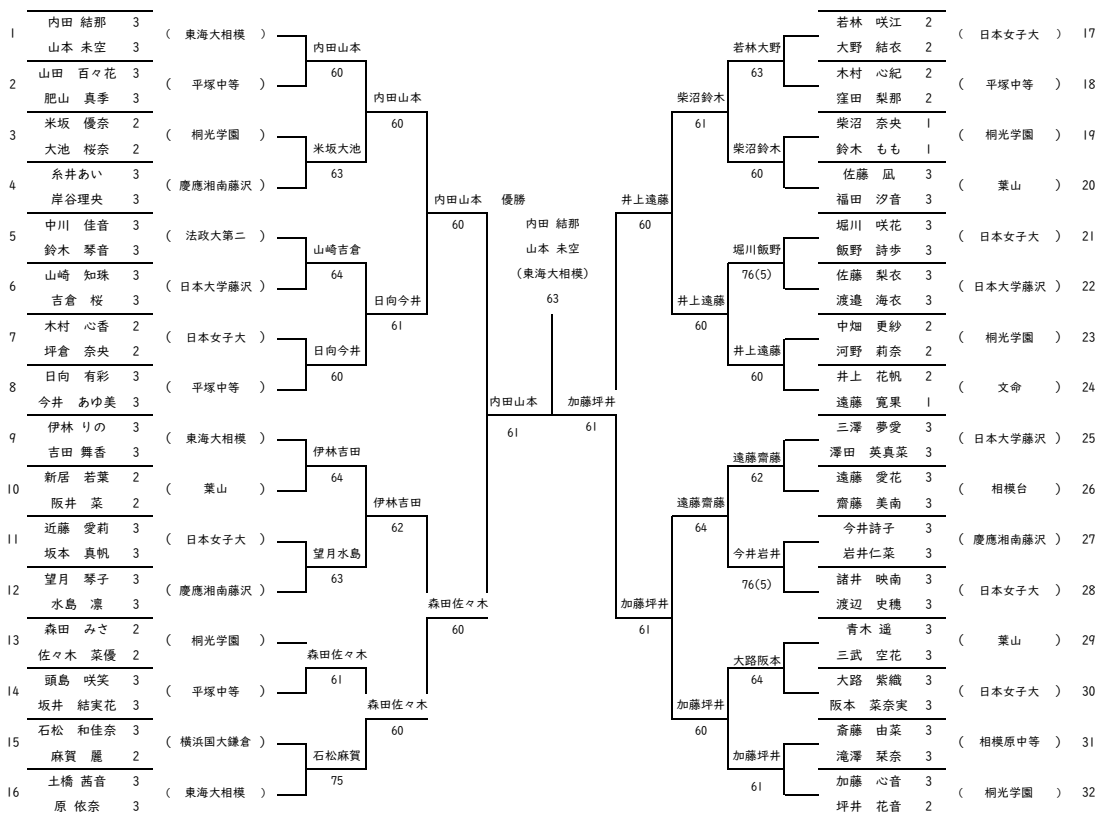 1 内田 結那 3 ( 東海大相模 )
山本 未空 3
2 山田 百々花 3 ( 平塚中等 )
肥山 真季 3
3 米坂 優奈 2 ( 桐光学園 )
大池 桜奈 2
4 糸井あい 3 ( 慶應湘南藤沢 )
岸谷理央 3
5 中川 佳音 3 ( 法政大第二 )
鈴木 琴音 3
6 山崎 知珠 3 ( 日本大学藤沢 )
吉倉 桜 3
7 木村 心香 2 ( 日本女子大 )
坪倉 奈央 2
8 日向 有彩 3 ( 平塚中等 )
今井 あゆ美 3
9 伊林 りの 3 ( 東海大相模 )
吉田 舞香 3
10 新居 若葉 2 ( 葉山 )
阪井 菜 2
11 近藤 愛莉 3 ( 日本女子大 )
坂本 真帆 3
12 望月 琴子 3 ( 慶應湘南藤沢 )
水島 凛 3
13 森田 みさ 2 ( 桐光学園 )
佐々木 菜優 2
14 頭島 咲笑 3 ( 平塚中等 )
坂井 結実花 3
15 石松 和佳奈 3 ( 横浜国大鎌倉 )
麻賀 麗 2
16 土橋 茜音 3 ( 東海大相模 )
原 依奈 3
内田山本
60
米坂大池
63
山崎吉倉
64
日向今井
60
伊林吉田
64
望月水島
63
森田佐々木
61
石松麻賀
75
内田山本
60
日向今井
61
伊林吉田
62
森田佐々木
60
内田山本
60
森田佐々木
60
内田山本
61
優勝
内田 結那
山本 未空
(東海大相模)
63
加藤坪井
61
井上遠藤
60
加藤坪井
61
柴沼鈴木
61
井上遠藤
60
遠藤齋藤
64
加藤坪井
60
若林大野
63
柴沼鈴木
60
堀川飯野
76(5)
井上遠藤
60
遠藤齋藤
62
今井岩井
76(5)
大路阪本
64
加藤坪井
61
若林 咲江 2 ( 日本女子大 ) 17
大野 結衣 2
木村 心紀 2 ( 平塚中等 ) 18
窪田 梨那 2
柴沼 奈央 1 ( 桐光学園 ) 19
鈴木 もも 1
佐藤 凪 3 ( 葉山 ) 20
福田 汐音 3
堀川 咲花 3 ( 日本女子大 ) 21
飯野 詩歩 3
佐藤 梨衣 3 ( 日本大学藤沢 ) 22
渡邉 海衣 3
中畑 更紗 2 ( 桐光学園 ) 23
河野 莉奈 2
井上 花帆 2 ( 文命 ) 24
遠藤 寛果 1
三澤 夢愛 3 ( 日本大学藤沢 ) 25
澤田 英真菜 3
遠藤 愛花 3 ( 相模台 ) 26
齋藤 美南 3
今井詩子 3 ( 慶應湘南藤沢 ) 27
岩井仁菜 3
諸井 映南 3 ( 日本女子大 ) 28
渡辺 史穂 3
青木 遥 3 ( 葉山 ) 29
三武 空花 3
大路 紫織 3 ( 日本女子大 ) 30
阪本 菜奈実 3
斎藤 由菜 3 ( 相模原中等 ) 31
滝澤 栞奈 3
加藤 心音 3 ( 桐光学園 ) 32
坪井 花音 2